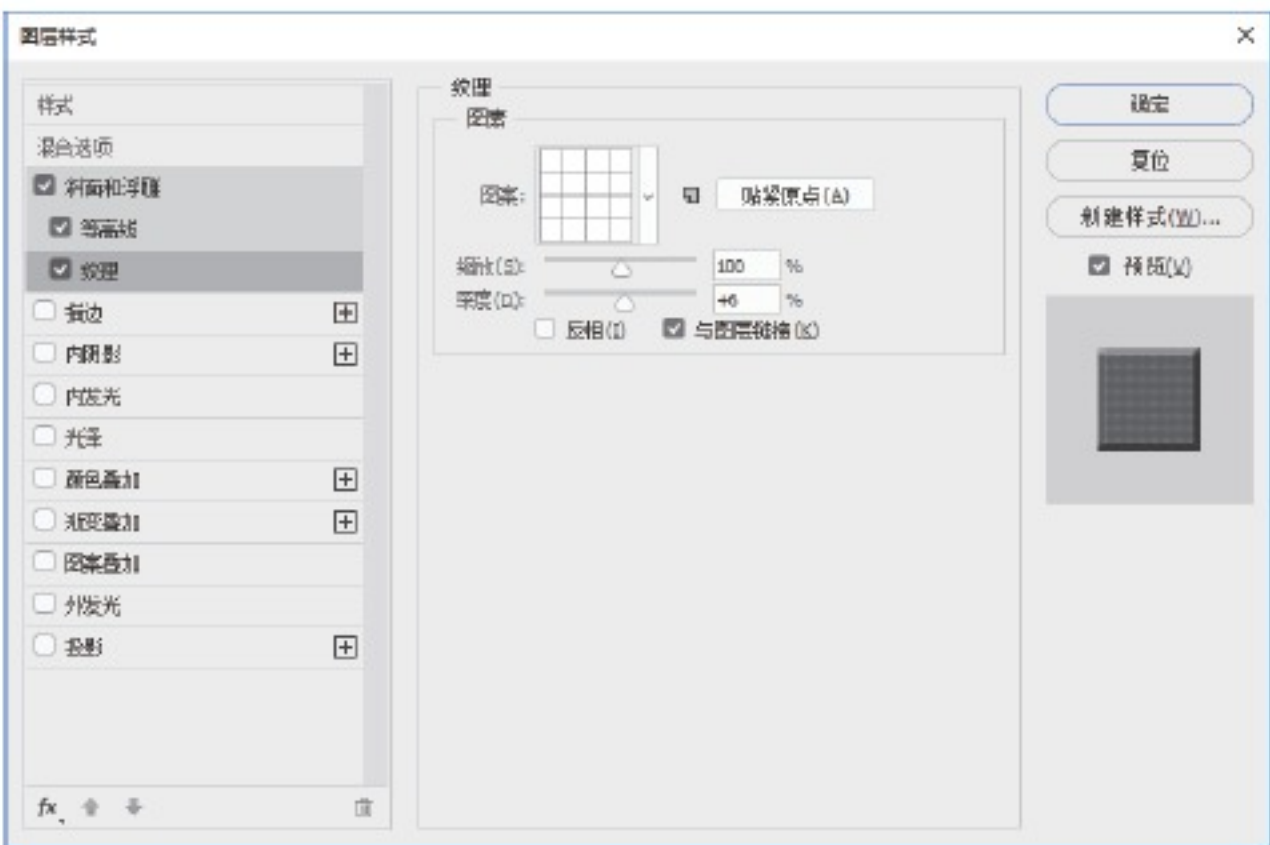 图层样式
样式
混合选项
斜面和浮雕
等高线
纹理
描边
内阴影
内发光
光泽
颜色叠加
渐变叠加
图案叠加
外发光
投影
fx
纹理
图素
图案:
贴紧原点(A)
缩放(S): 100 %
深度(D): +6 %
反相(I) 与图层链接(K)
确定
复位
新建样式(W)...
预览(V)